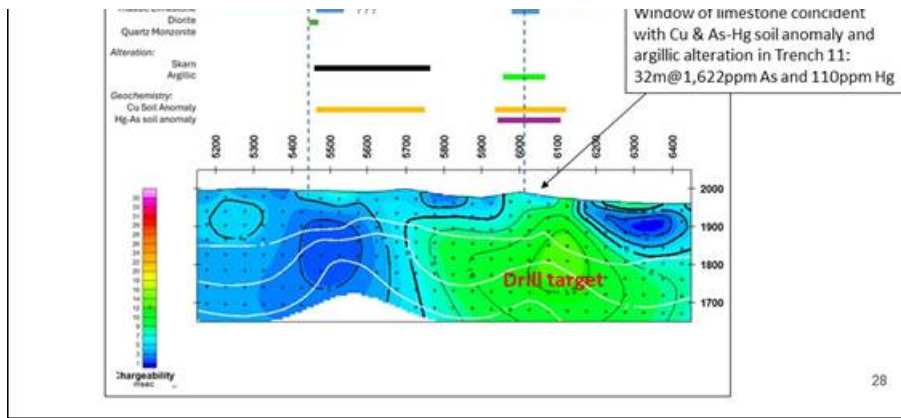 Diorite
Quartz Monzonite
Alteration:
Skarn
Argillic
Geochemistry:
Cu Soil Anomaly
Hg-As soil anomaly
Window of limestone coincident
with Cu & As-Hg soil anomaly and
argillic alteration in Trench 11:
32m@1,622ppm As and 110ppm Hg
5200 5300 5400 5500 5600 5700 5800 5900 6000 6100 6200 6300 6400
2000
1900
1800
1700
Drill target
Chargeability
msec
28